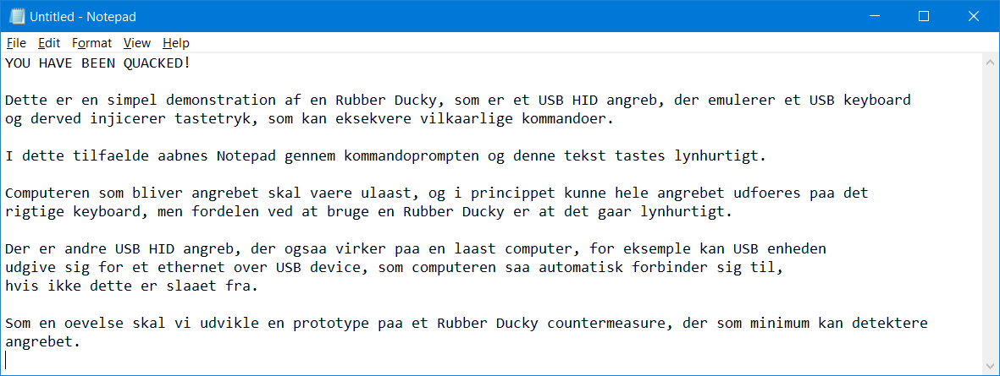 Untitled - Notepad
File Edit Format View Help
YOU HAVE BEEN QUACKED!
Dette er en simpel demonstration af en Rubber Ducky, som er et USB HID angreb, der emulerer et USB keyboard
og derved injicerer tastetryk, som kan eksekvere vilkaarlige kommandoer.
I dette tilfaelde aabnes Notepad gennem kommandoprompten og denne tekst tastes lynhurtigt.
Computeren som bliver angrebet skal vaere ulaast, og i princippet kunne hele angrebet udfoeres paa det
rigtige keyboard, men fordelen ved at bruge en Rubber Ducky er at det gaar lynhurtigt.
Der er andre USB HID angreb, der ogsaa virker paa en laast computer, for eksemple kan USB enheden
udgive sig for et ethernet over USB device, som computeren saa automatisk forbinder sig til,
hvis ikke dette er slaaet fra.
Som en oevelse skal vi udvikle en prototype paa et Rubber Ducky countermeasure, der som minimum kan detektere
angrebet.